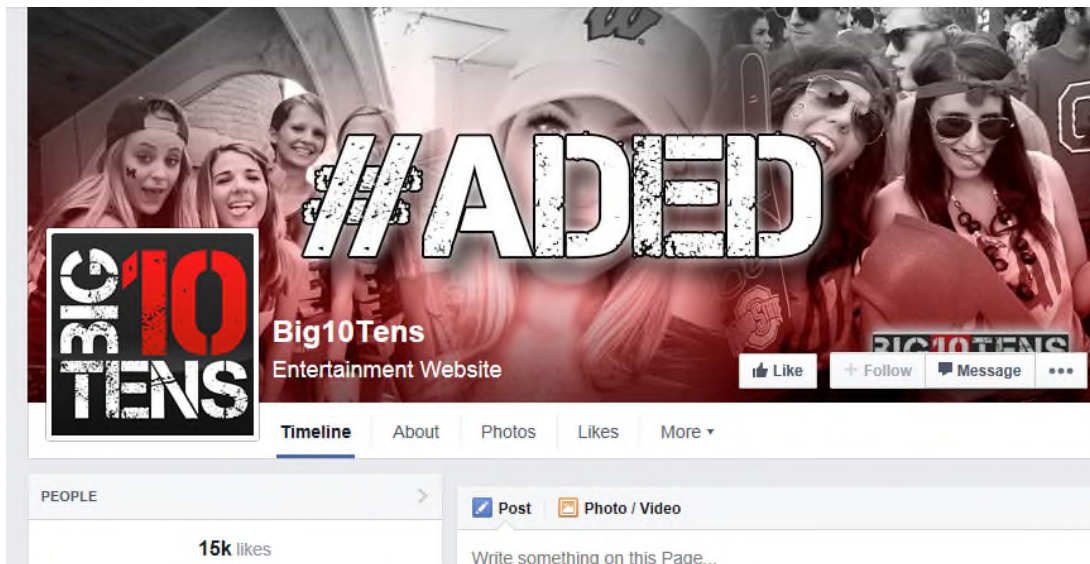 #ADED
BIG 10
TENS
Big10Tens
Entertainment Website
BIG10TENS
Like
Follow
Message
Timeline
About
Photos
Likes
More
PEOPLE
15k likes
Post
Photo / Video
Write something on this Page...